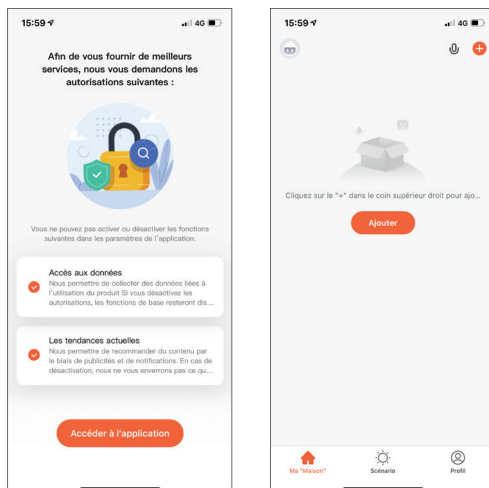 15:59
4G
Afin de vous fournir de meilleurs
services, nous vous demandons les
autorisations suivantes :
Vous ne pouvez pas activer ou désactiver les fonctions
suivantes dans les paramètres de l'application.
Accès aux données
Nous permettre de collecter des données liées à
l'utilisation du produit Si vous désactivez les
autorisations, les fonctions de base resteront dis...
Les tendances actuelles
Nous permettre de recommander du contenu par
le biais de publicités et de notifications. En cas de
désactivation, nous ne vous enverrons pas ce qu...
Accéder à l'application
15:59
4G
Cliquez sur le "+" dans le coin supérieur droit pour ajo...
Ajouter
Ma "Maison"
Scénario
Profil